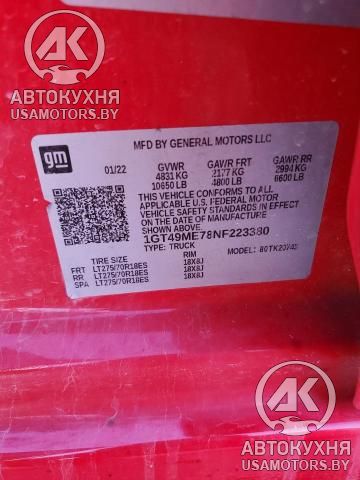 АК
АВТОКУХНЯ
USAMOTORS.BY
gm
MFD BY GENERAL MOTORS LLC
01/22 GVWR GAWR FRT GAWR RR
4831 KG 2177 KG 2994 KG
10650 LB 4800 LB 6600 LB
THIS VEHICLE CONFORMS TO ALL
APPLICABLE U.S. FEDERAL MOTOR
VEHICLE SAFETY STANDARDS
IN EFFECT ON THE DATE OF MANUFACTURE
SHOWN ABOVE.
1GT49ME78NF223380
TYPE: TRUCK MODEL:
TIRE SIZE RIM
FRT LT275/70R18ES 18X8J
RR LT275/70R18ES 18X8J
SPA LT275/70R18ES 18X8J
АК
АВТОКУХНЯ
USAMOTORS.BY